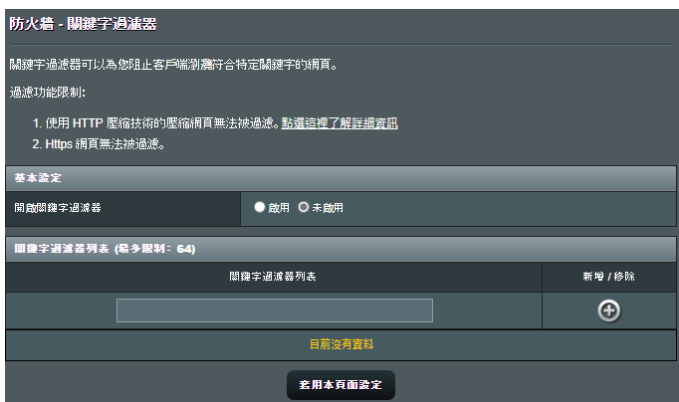 防火牆 - 關鍵字過濾器
關鍵字過濾器可以為您阻止客戶端瀏覽符合特定關鍵字的網頁。
過濾功能限制:
1. 使用 HTTP 壓縮技術的壓縮網頁無法被過濾。點選這裡了解詳細資訊
2. Https 網頁無法被過濾。
基本設定
開啟關鍵字過濾器 啟用 未啟用
關鍵字過濾器列表 (最多限制: 64)
關鍵字過濾器列表 新增 / 移除
目前沒有資料
套用本頁面設定